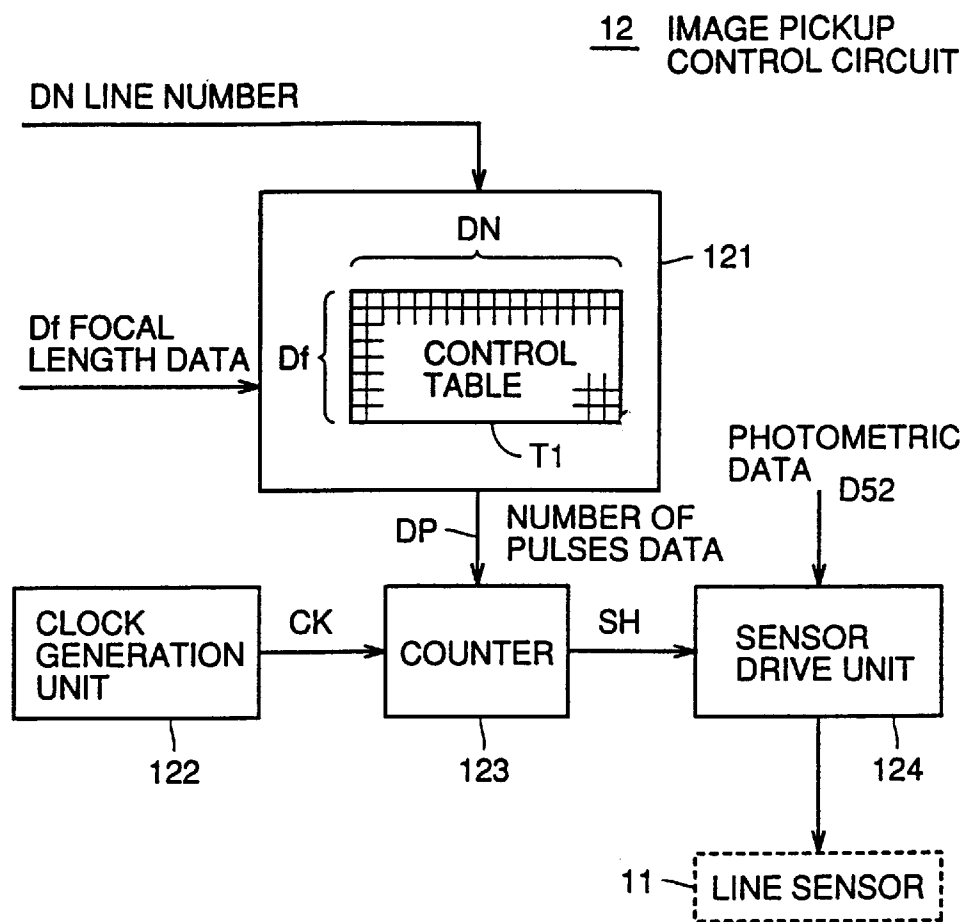 12 IMAGE PICKUP
CONTROL CIRCUIT
DN LINE NUMBER
DN
121
Df FOCAL
LENGTH DATA
Df
CONTROL
TABLE
T1
PHOTOMETRIC
DATA
D52
DP
NUMBER OF
PULSES DATA
CLOCK
GENERATION
UNIT
CK
COUNTER
SH
SENSOR
DRIVE UNIT
122
123
124
11
LINE SENSOR